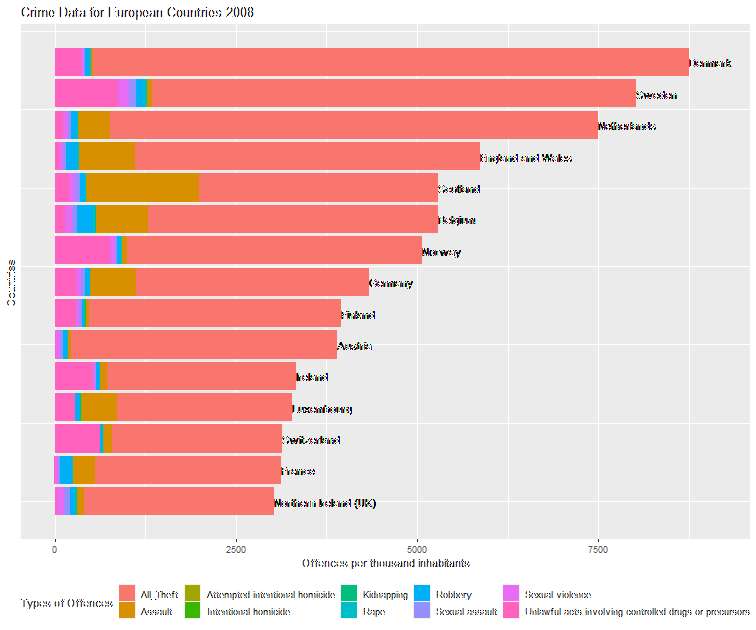 Crime Data for European Countries 2008
Denmark
Sweden
Netherlands
England and Wales
Scotland
Belgium
Norway
Germany
Finland
Austria
Ireland
Luxembourg
Switzerland
France
Northern Ireland (UK)
Countries
0 2500 5000 7500
Offences per thousand inhabitants
Types of Offences
All_Theft Attempted intentional homicide Kidnapping Robbery Sexual violence
Assault Intentional homicide Rape Sexual assault Unlawful acts involving controlled drugs or precursors